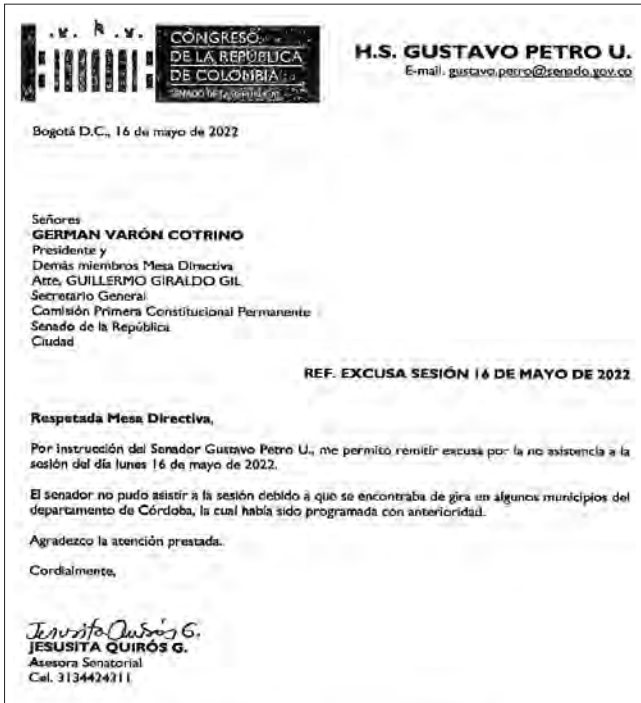 CONGRESO
DE LA REPÚBLICA
DE COLOMBIA
SENADO DE LA REPÚBLICA
H.S. GUSTAVO PETRO U.
E-mail. gustavo.petro@senado.gov.co
Bogotá D.C., 16 de mayo de 2022
Señores
GERMAN VARÓN COTRINO
Presidente y
Demás miembros Mesa Directiva
Atte, GUILLERMO GIRALDO GIL
Secretario General
Comisión Primera Constitucional Permanente
Senado de la República
Ciudad
REF. EXCUSA SESIÓN 16 DE MAYO DE 2022
Respetada Mesa Directiva,
Por instrucción del Senador Gustavo Petro U., me permito remitir excusa por la no asistencia a la
sesión del día lunes 16 de mayo de 2022.
El senador no pudo asistir a la sesión debido a que se encontraba de gira en algunos municipios del
departamento de Córdoba, la cual había sido programada con anterioridad.
Agradezco la atención prestada.
Cordialmente,
Jesusita Quirós G.
JESUSITA QUIRÓS G.
Asesora Senatorial
Cel. 3134424311